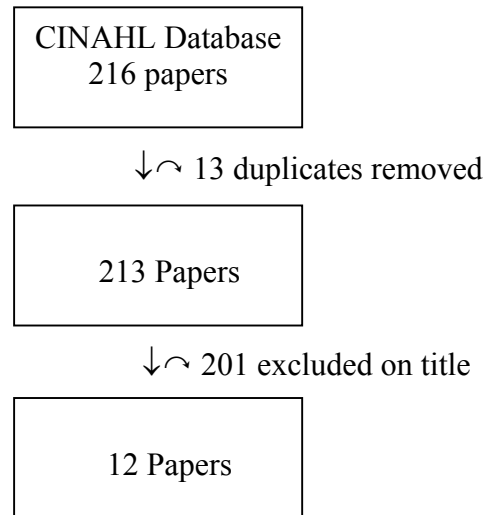 CINAHL Database
216 papers
↓↷ 13 duplicates removed
213 Papers
↓↷ 201 excluded on title
12 Papers